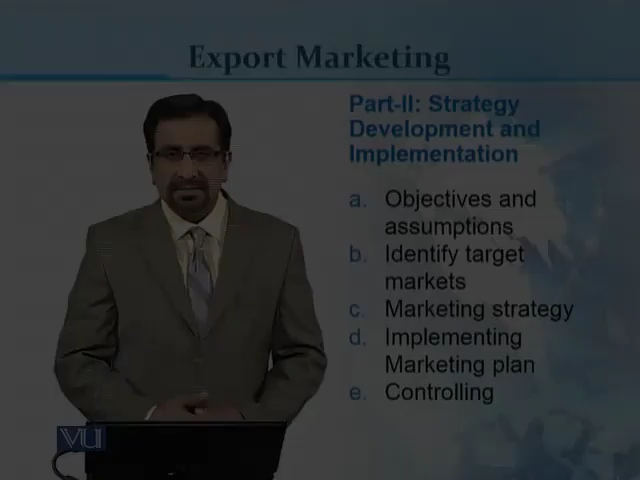 Export Marketing
Part-II: Strategy
Development and
Implementation
a. Objectives and
assumptions
b. Identify target
markets
c. Marketing strategy
d. Implementing
Marketing plan
e. Controlling
VU